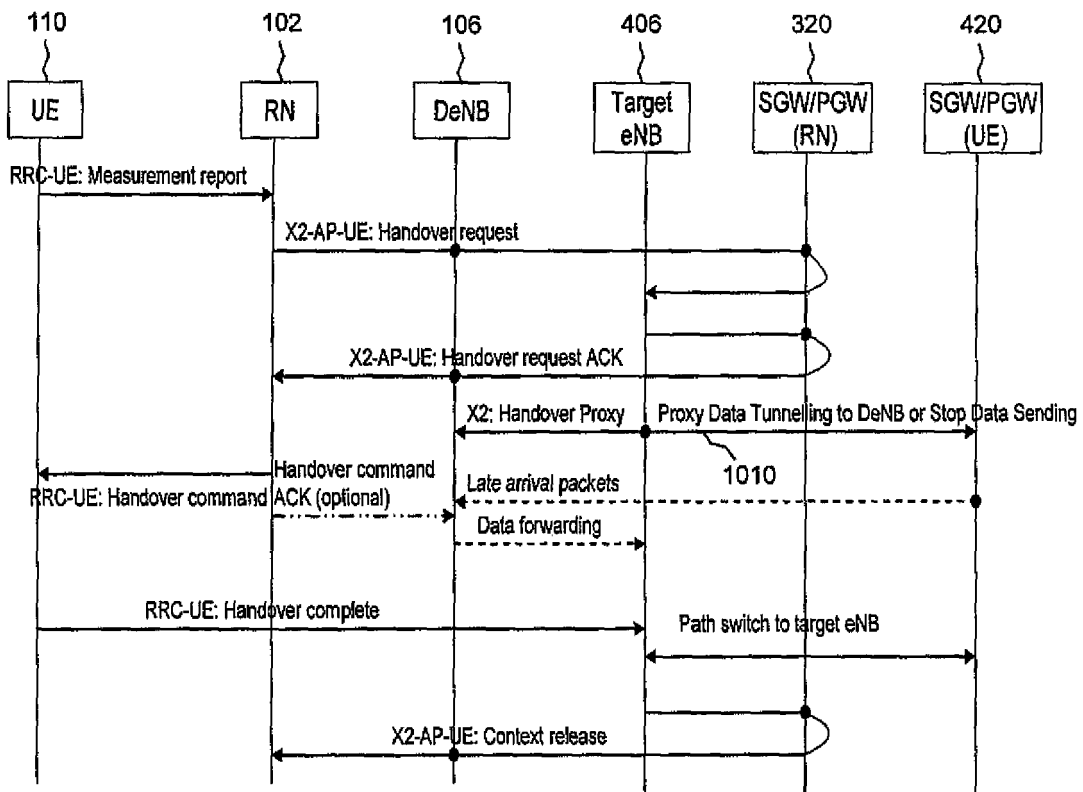 110 102 106 406 320 420
UE RN DeNB Target eNB SGW/PGW (RN) SGW/PGW (UE)
RRC-UE: Measurement report
X2-AP-UE: Handover request
X2-AP-UE: Handover request ACK
X2: Handover Proxy
Proxy Data Tunnelling to DeNB or Stop Data Sending
1010
Handover command
Late arrival packets
RRC-UE: Handover command ACK (optional)
Data forwarding
RRC-UE: Handover complete
Path switch to target eNB
X2-AP-UE: Context release